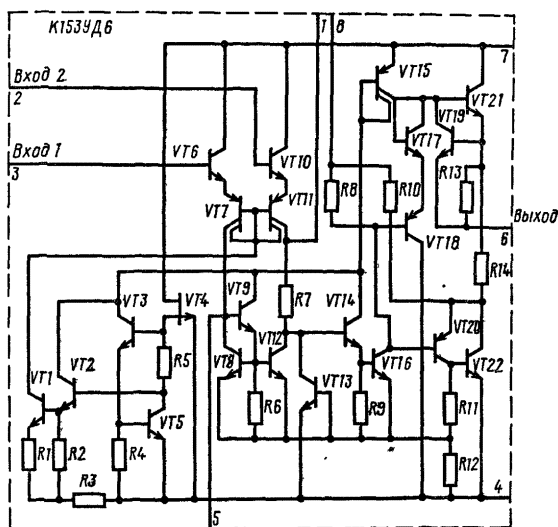 К153УД6
1 8
7
Вход 2
2
VT15
VT21
VT19
VT6
VT10
VT17
Вход 1
3
R13
VT7
VT11
R8
R10
Выход
6
VT18
R14
VT3
VT4
VT9
R7
VT14
VT20
VT1
VT2
R5
VT8
VT12
VT13
VT16
VT22
VT5
R6
R9
R11
R1
R2
R4
R12
R3
4
5